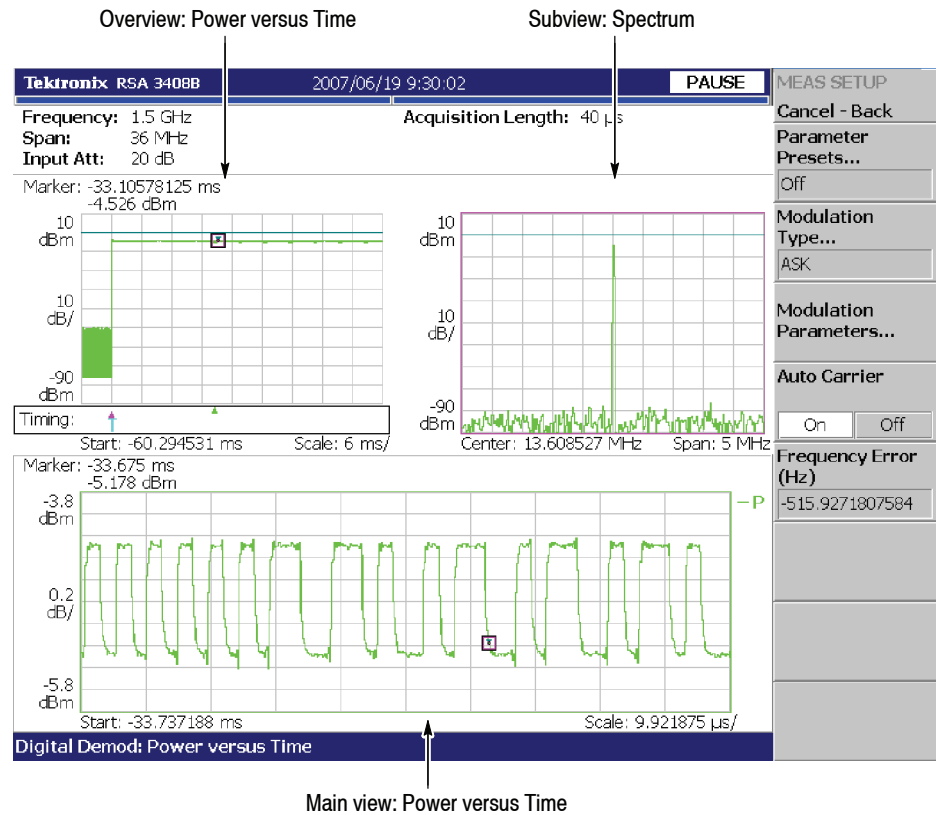 Overview: Power versus Time
Subview: Spectrum
Tektronix RSA 3408B 2007/06/19 9:30:02 PAUSE
Frequency: 1.5 GHz Acquisition Length: 40 µs
Span: 36 MHz
Input Att: 20 dB
Marker: -33.10578125 ms
-4.526 dBm
10
dBm
10
dB/
-90
dBm
Timing:
Start: -60.294531 ms Scale: 6 ms/
10
dBm
10
dB/
-90
dBm
Center: 13.608527 MHz Span: 5 MHz
Marker: -33.675 ms
-5.178 dBm
-3.8
dBm
P
0.2
dB/
-5.8
dBm
Start: -33.737188 ms Scale: 9.921875 µs/
Digital Demod: Power versus Time
MEAS SETUP
Cancel - Back
Parameter
Presets...
Off
Modulation
Type...
ASK
Modulation
Parameters...
Auto Carrier
On Off
Frequency Error
(Hz)
-515.9271807584
Main view: Power versus Time